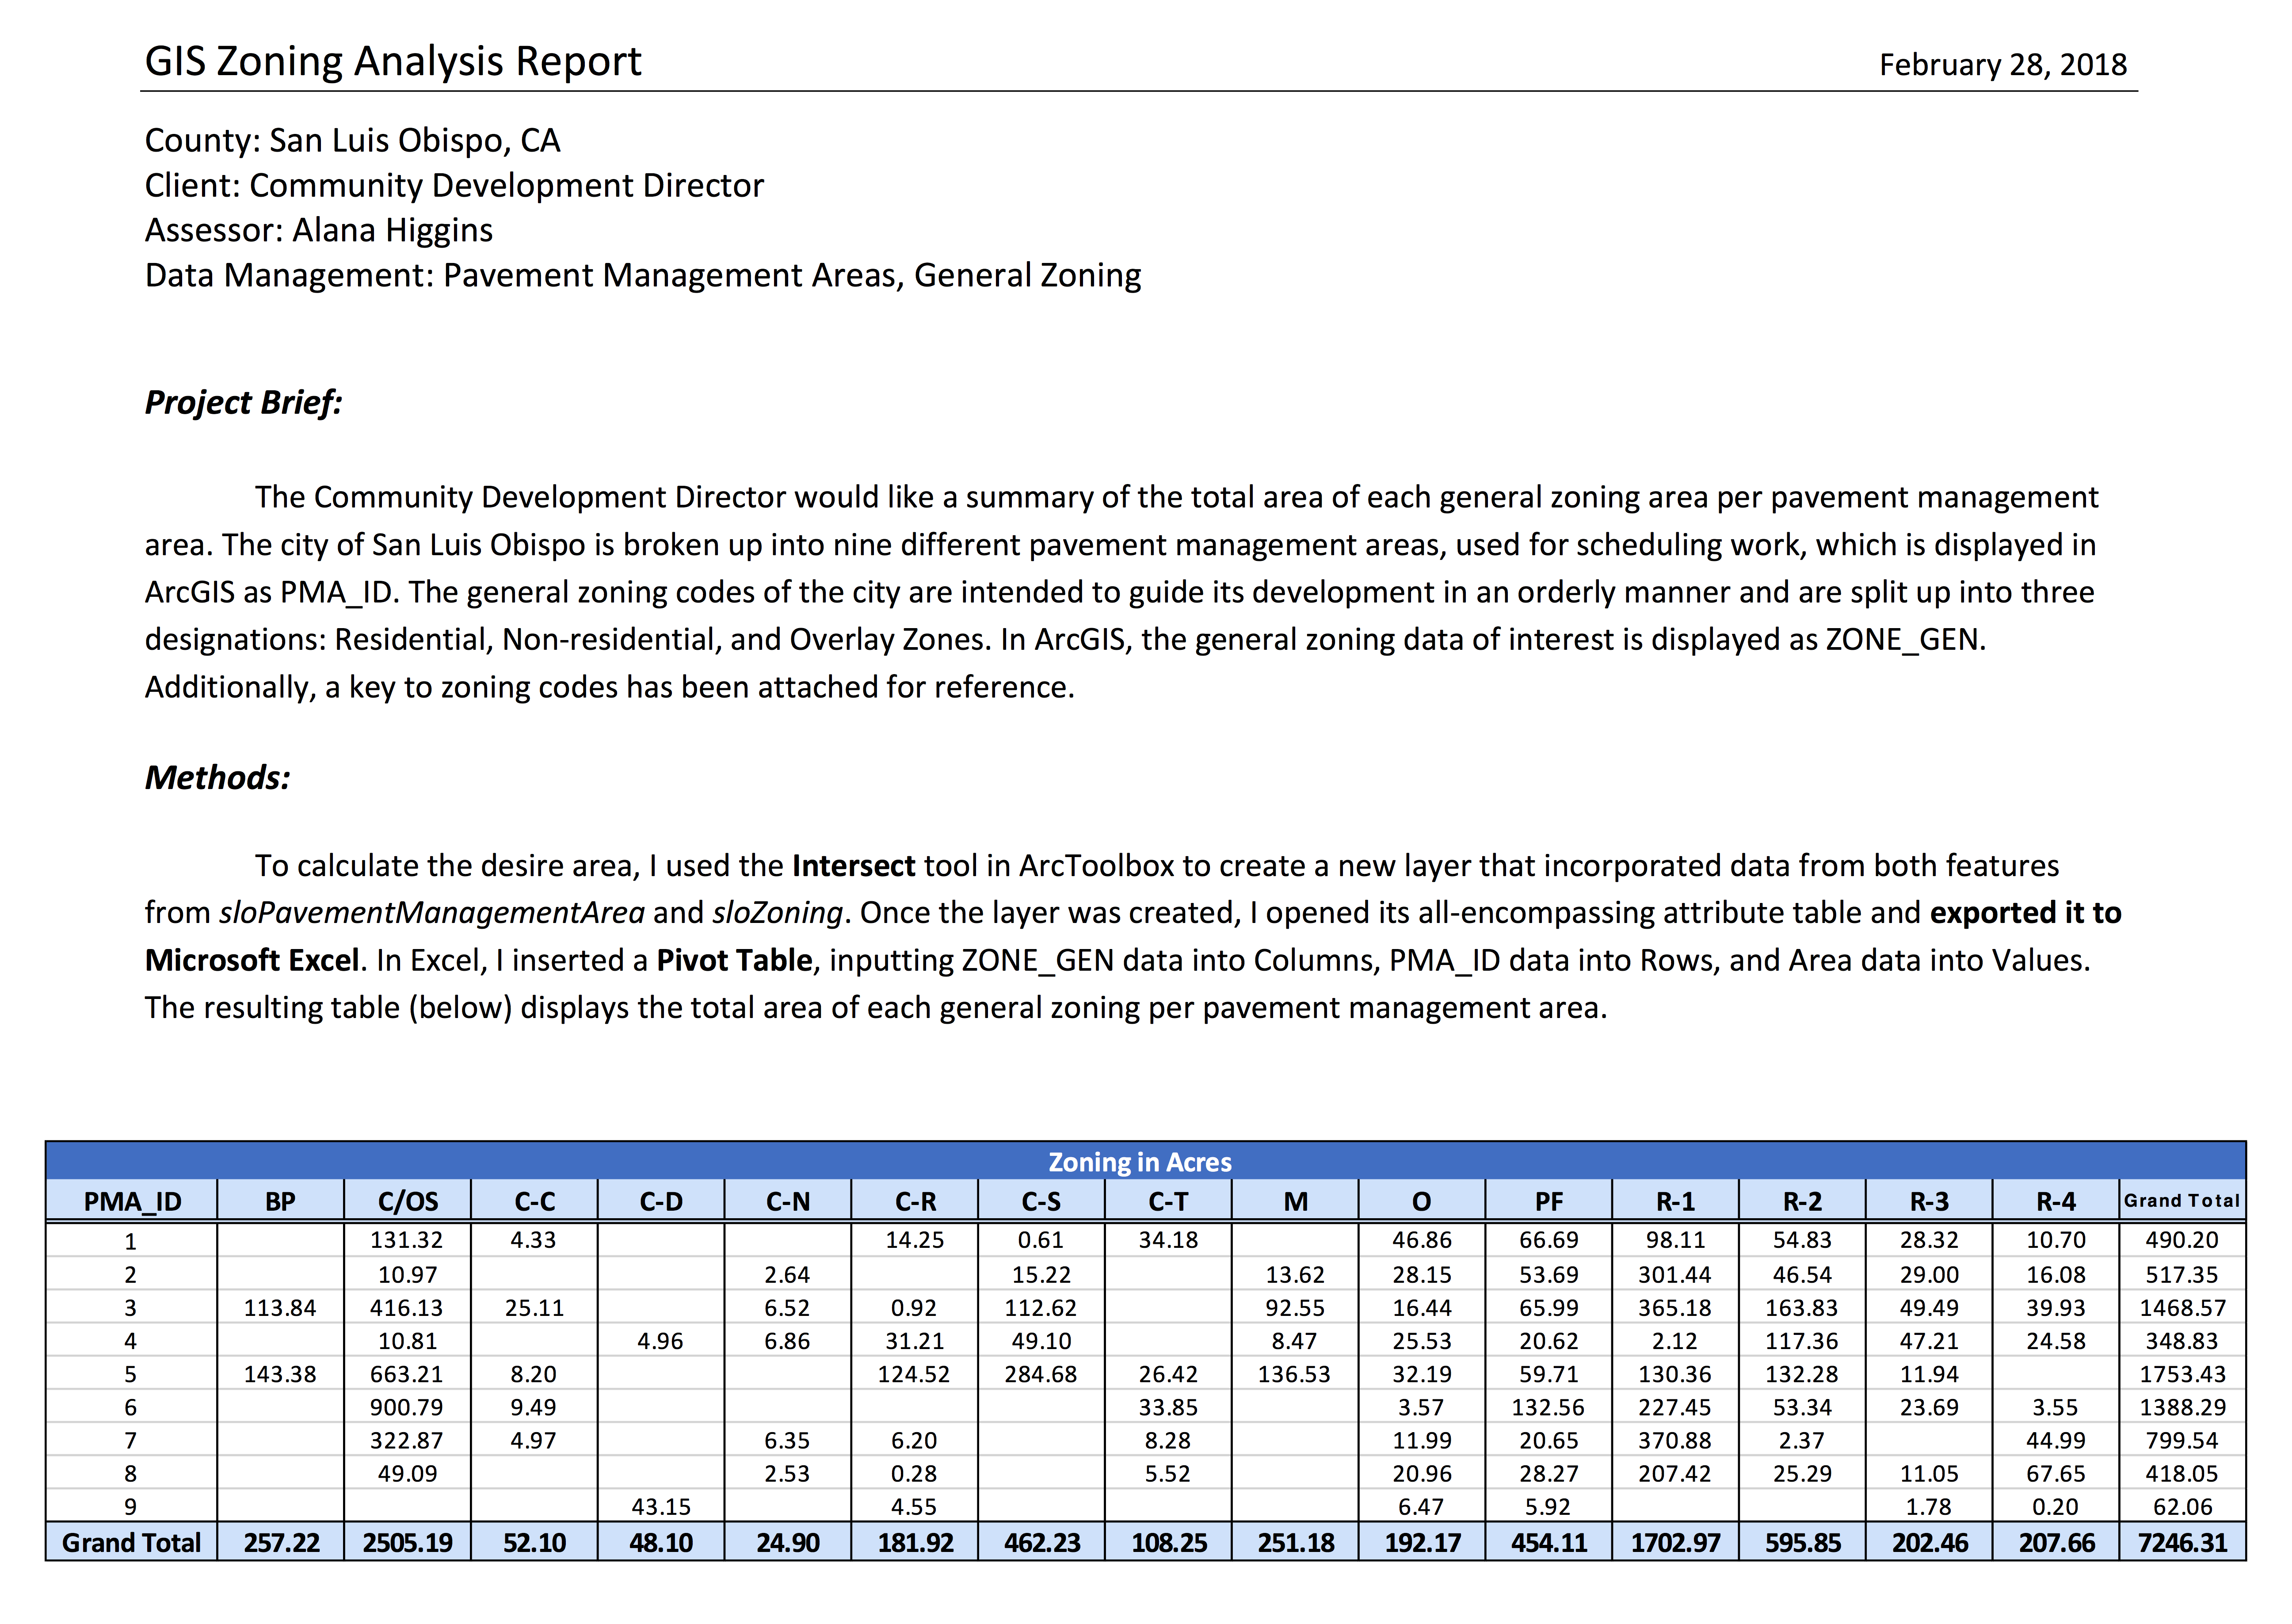 GIS Zoning Analysis Report February 28, 2018
County: San Luis Obispo, CA
Client: Community Development Director
Assessor: Alana Higgins
Data Management: Pavement Management Areas, General Zoning
Project Brief:
The Community Development Director would like a summary of the total area of each general zoning area per pavement management
area. The city of San Luis Obispo is broken up into nine different pavement management areas, used for scheduling work, which is displayed in
ArcGIS as PMA_ID. The general zoning codes of the city are intended to guide its development in an orderly manner and are split up into three
designations: Residential, Non-residential, and Overlay Zones. In ArcGIS, the general zoning data of interest is displayed as ZONE_GEN.
Additionally, a key to zoning codes has been attached for reference.
Methods:
To calculate the desire area, I used the Intersect tool in ArcToolbox to create a new layer that incorporated data from both features
from sloPavementManagementArea and sloZoning. Once the layer was created, I opened its all-encompassing attribute table and exported it to
Microsoft Excel. In Excel, I inserted a Pivot Table, inputting ZONE_GEN data into Columns, PMA_ID data into Rows, and Area data into Values.
The resulting table (below) displays the total area of each general zoning per pavement management area.
Zoning in Acres
PMA_ID BP C/OS C-C C-D C-N C-R C-S C-T M O PF R-1 R-2 R-3 R-4 Grand Total
1 131.32 4.33 14.25 0.61 34.18 46.86 66.69 98.11 54.83 28.32 10.70 490.20
2 10.97 2.64 15.22 13.62 28.15 53.69 301.44 46.54 29.00 16.08 517.35
3 113.84 416.13 25.11 6.52 0.92 112.62 92.55 16.44 65.99 365.18 163.83 49.49 39.93 1468.57
4 10.81 4.96 6.86 31.21 49.10 8.47 25.53 20.62 2.12 117.36 47.21 24.58 348.83
5 143.38 663.21 8.20 124.52 284.68 26.42 136.53 32.19 59.71 130.36 132.28 11.94 1753.43
6 900.79 9.49 33.85 3.57 132.56 227.45 53.34 23.69 3.55 1388.29
7 322.87 4.97 6.35 6.20 8.28 11.99 20.65 370.88 2.37 44.99 799.54
8 49.09 2.53 0.28 5.52 20.96 28.27 207.42 25.29 11.05 67.65 418.05
9 43.15 4.55 6.47 5.92 1.78 0.20 62.06
Grand Total 257.22 2505.19 52.10 48.10 24.90 181.92 462.23 108.25 251.18 192.17 454.11 1702.97 595.85 202.46 207.66 7246.31